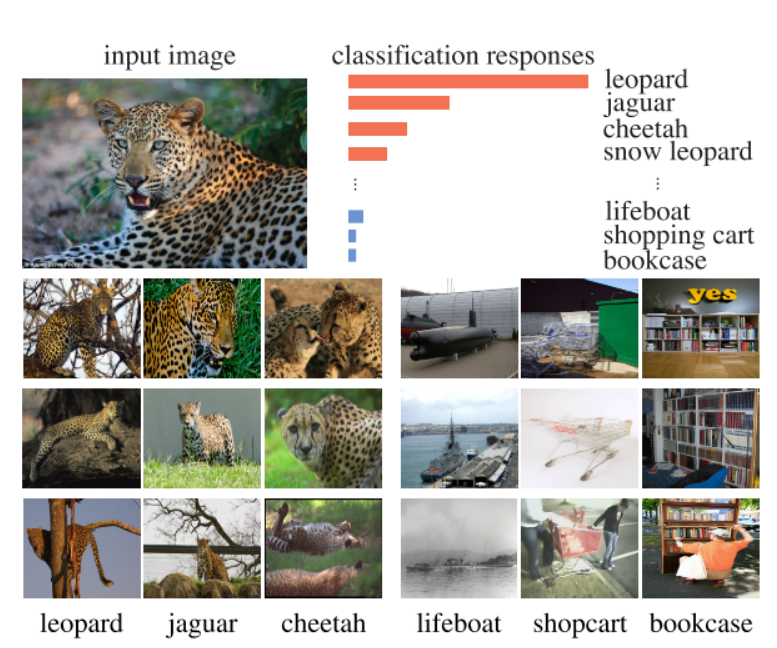 input image
classification responses
leopard
jaguar
cheetah
snow leopard
lifeboat
shopping cart
bookcase
yes
leopard
jaguar
cheetah
lifeboat
shopcart
bookcase